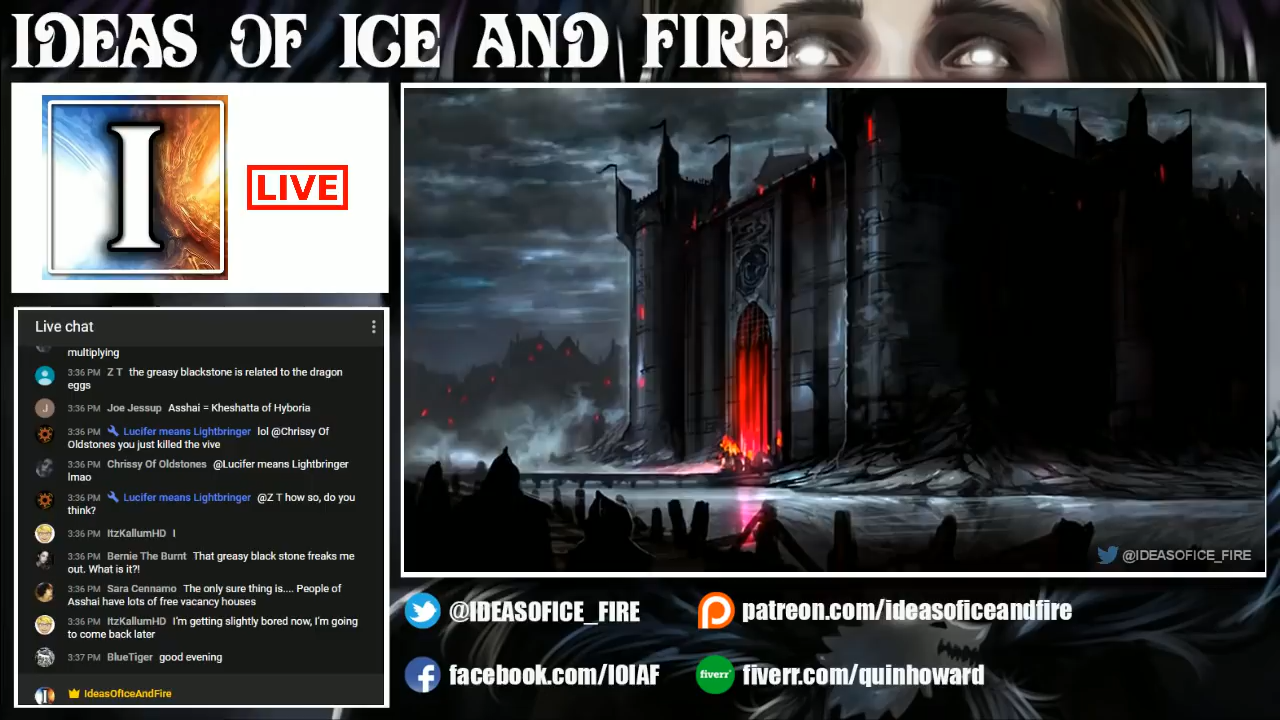 IDEAS OF ICE AND FIRE
I
LIVE
Live chat
multiplying
3:36 PM Z T the greasy blackstone is related to the dragon
eggs
J
3:36 PM Joe Jessup Asshai = Kheshatta of Hyboria
3:36 PM Lucifer means Lightbringer lol @Chrissy Of
Oldstones you just killed the vive
3:36 PM Chrissy Of Oldstones @Lucifer means Lightbringer
lmao
3:36 PM Lucifer means Lightbringer @Z T how so, do you
think?
3:36 PM ItzKallumHD I
3:36 PM Bernie The Burnt That greasy black stone freaks me
out. What is it?!
3:36 PM Sara Cennamo The only sure thing is.... People of
Asshai have lots of free vacancy houses
3:36 PM ItzKallumHD I'm getting slightly bored now, I'm going
to come back later
3:37 PM BlueTiger good evening
I
IdeasOfIceAndFire
@IDEASOFICE_FIRE
@IDEASOFICE_FIRE
patreon.com/ideasoficeandfire
facebook.com/IOIAF
fiverr
fiverr.com/quinhoward